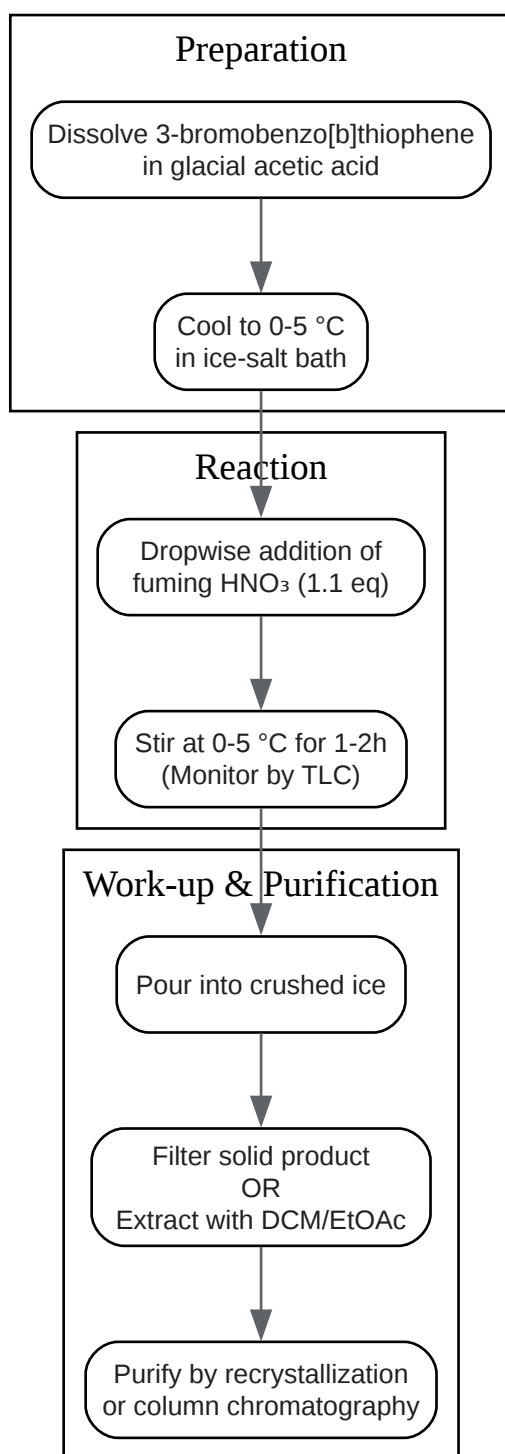 Preparation
Dissolve 3-bromobenzo[b]thiophene
in glacial acetic acid
Cool to 0-5 °C
in ice-salt bath
Reaction
Dropwise addition of
fuming HNO₃ (1.1 eq)
Stir at 0-5 °C for 1-2h
(Monitor by TLC)
Work-up & Purification
Pour into crushed ice
Filter solid product
OR
Extract with DCM/EtOAc
Purify by recrystallization
or column chromatography